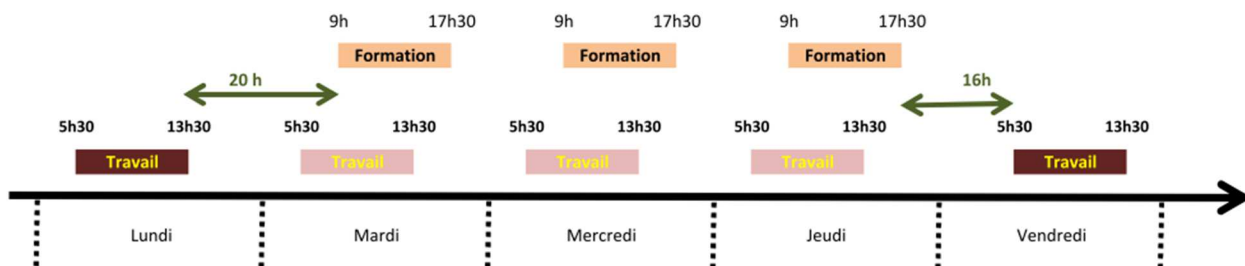 9h 17h30 9h 17h30 9h 17h30
Formation Formation Formation
20 h 16h
5h30 13h30 5h30 13h30 5h30 13h30 5h30 13h30 5h30 13h30
Travail Travail Travail Travail Travail
Lundi Mardi Mercredi Jeudi Vendredi